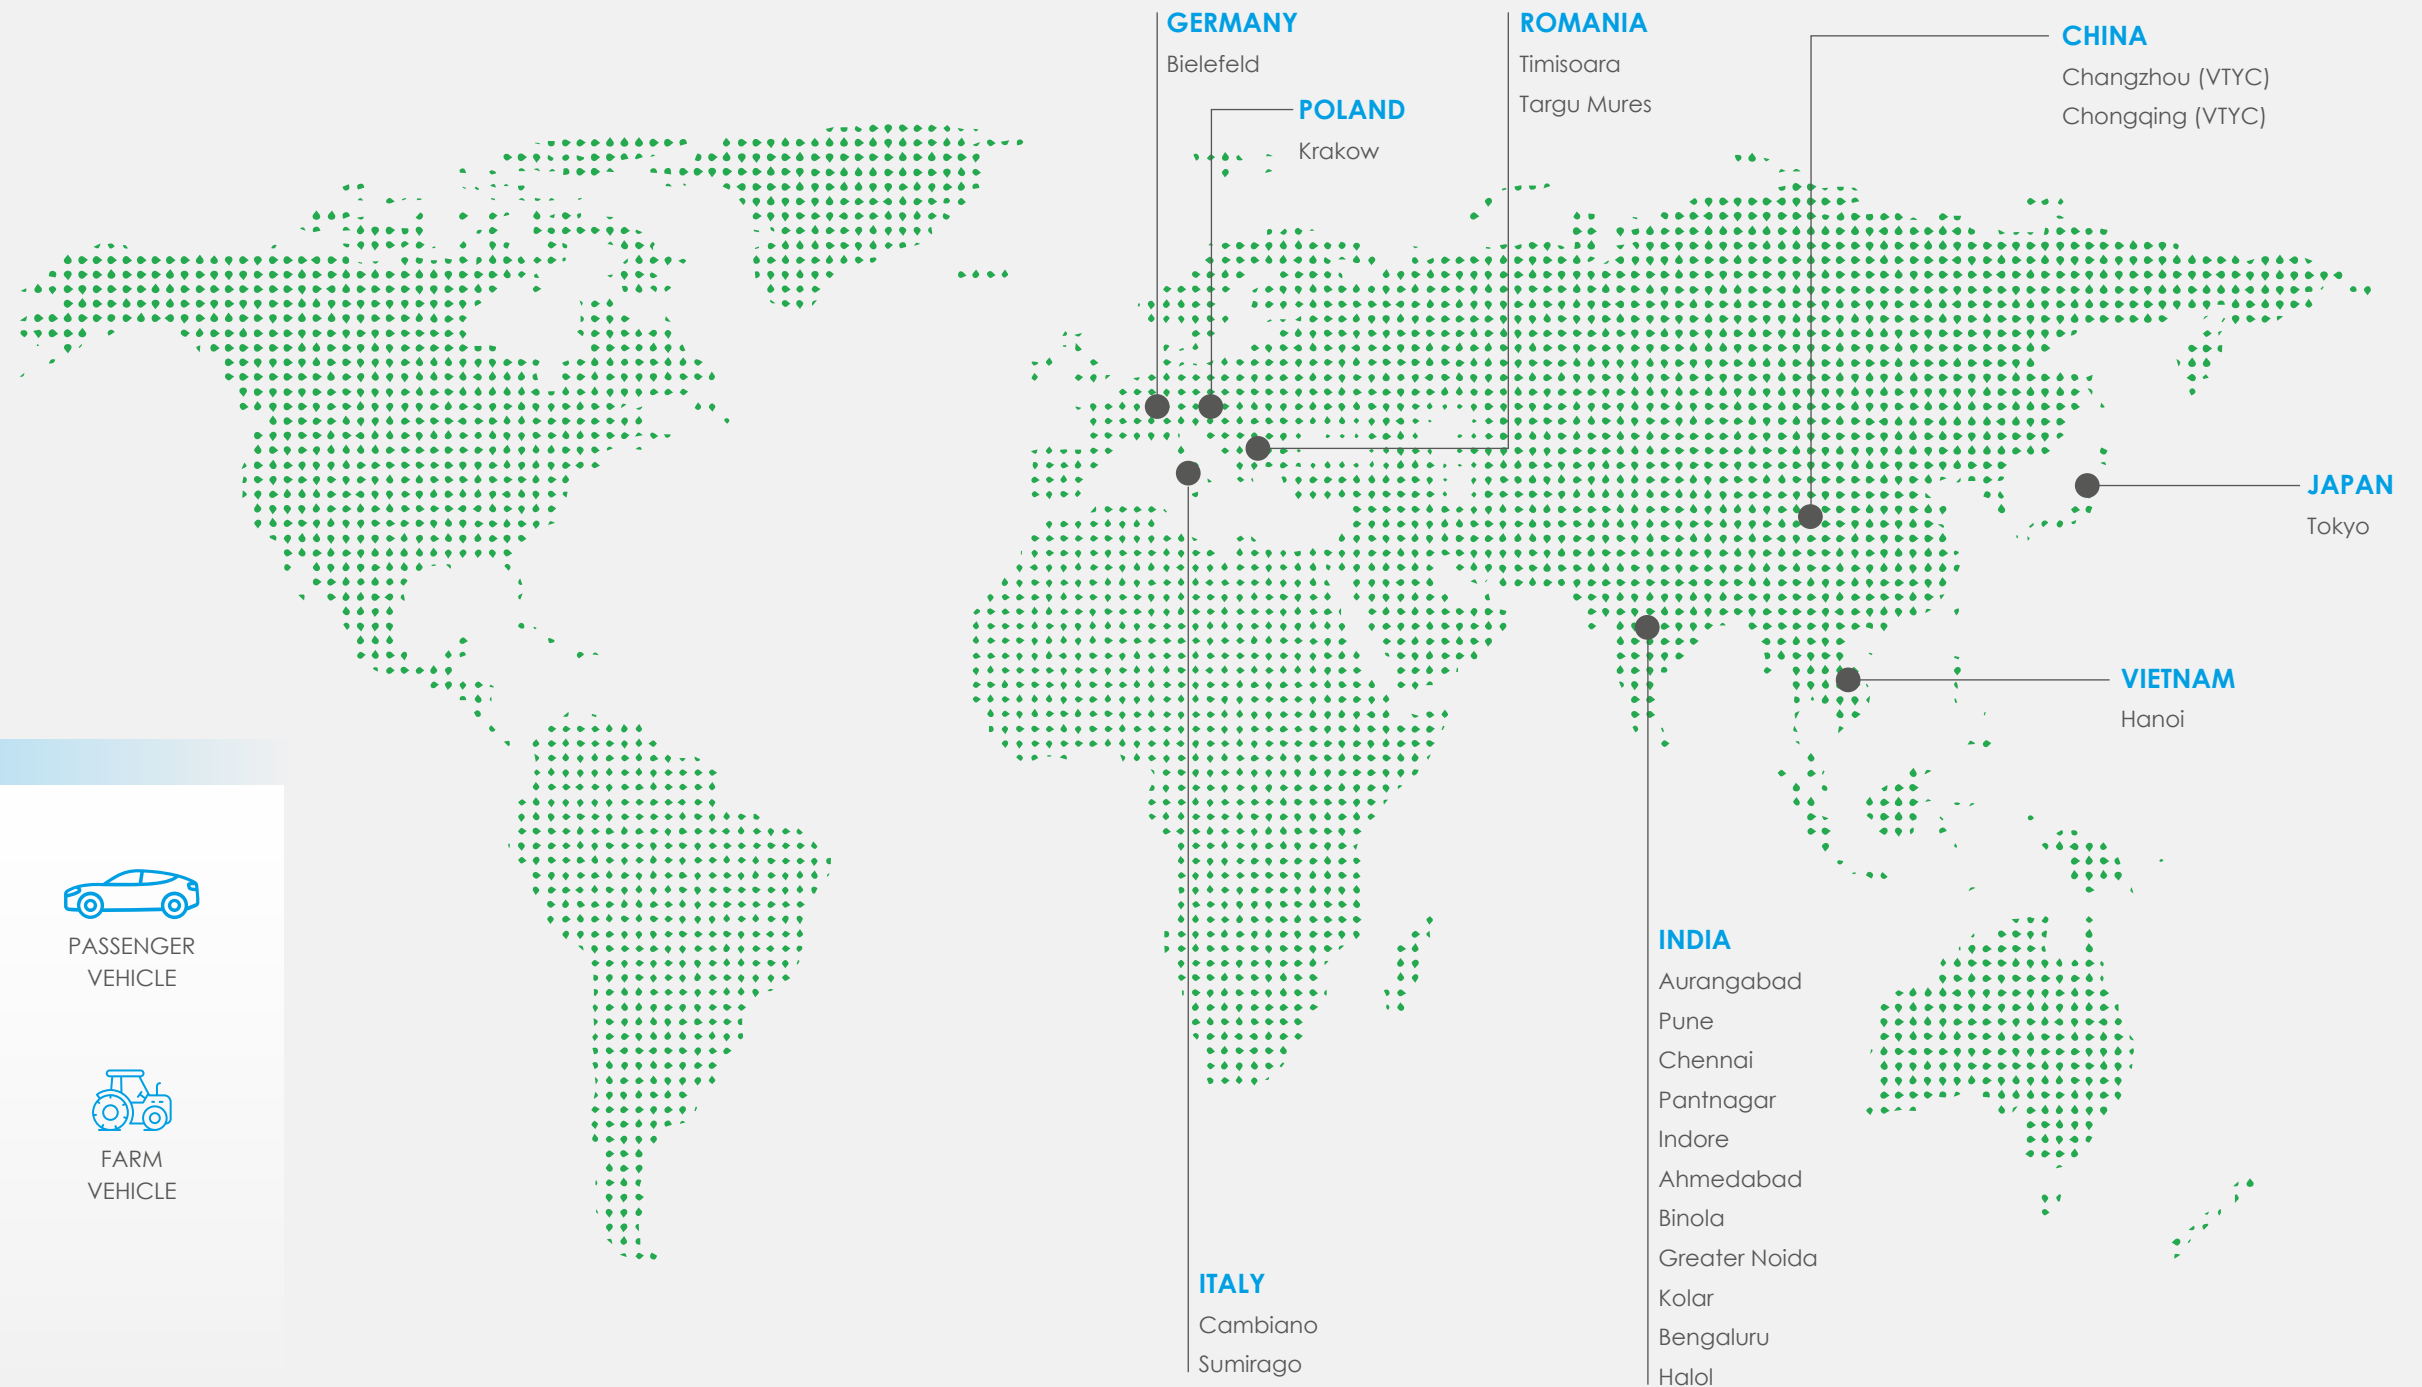 GERMANY
Bielefeld
POLAND
Krakow
ROMANIA
Timisoara
Targu Mures
CHINA
Changzhou (VTYC)
Chongqing (VTYC)
JAPAN
Tokyo
VIETNAM
Hanoi
PASSENGER
VEHICLE
FARM
VEHICLE
ITALY
Cambiano
Sumirago
INDIA
Aurangabad
Pune
Chennai
Pantnagar
Indore
Ahmedabad
Binola
Greater Noida
Kolar
Bengaluru
Halol